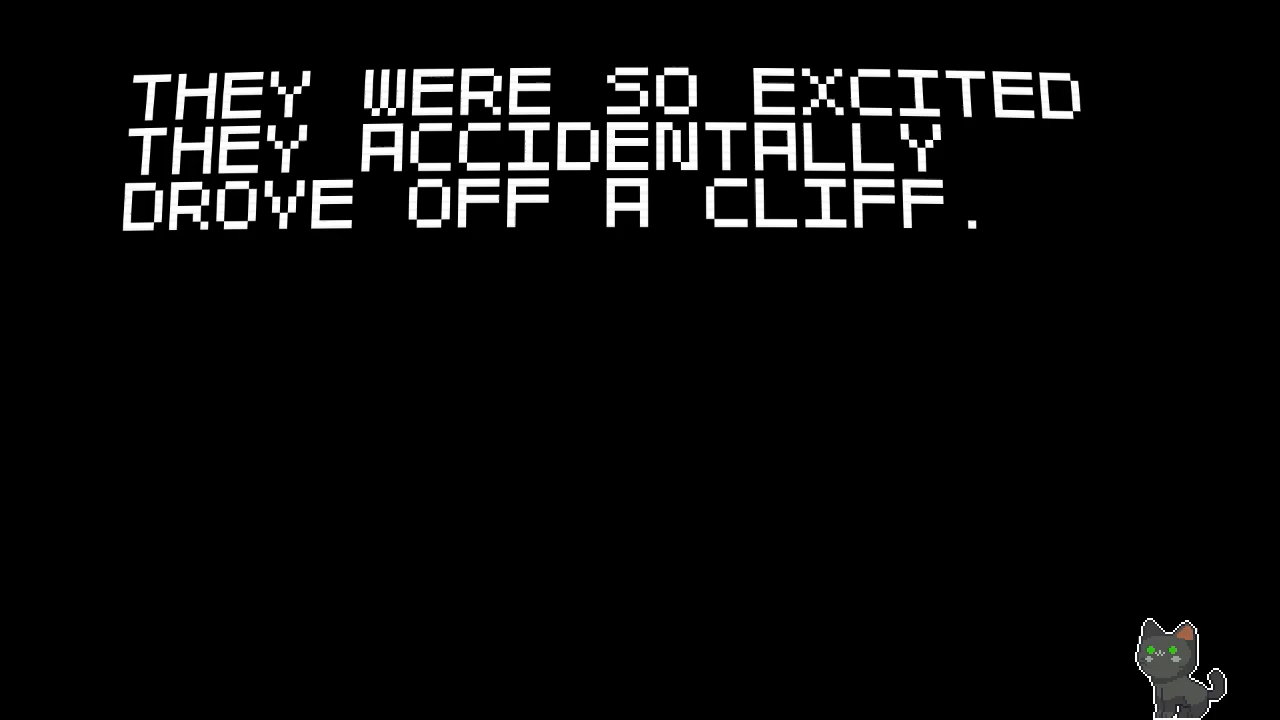 THEY WERE SO EXCITED
THEY ACCIDENTALLY
DROVE OFF A CLIFF.